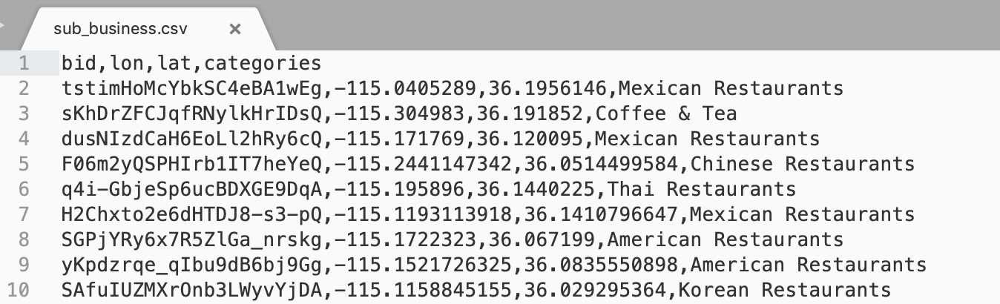 sub_business.csv ×
1 bid,lon,lat,categories
2 tstimHoMcYbkSC4eBA1wEg,-115.0405289,36.1956146,Mexican Restaurants
3 sKhDrZFCJqfRNylkHrIDsQ,-115.304983,36.191852,Coffee & Tea
4 dusNIzdCaH6EoLl2hRy6cQ,-115.171769,36.120095,Mexican Restaurants
5 F06m2yQSPHIrb1IT7heYeQ,-115.2441147342,36.0514499584,Chinese Restaurants
6 q4i-GbjeSp6ucBDXGE9DqA,-115.195896,36.1440225,Thai Restaurants
7 H2Chxto2e6dHTDJ8-s3-pQ,-115.1193113918,36.1410796647,Mexican Restaurants
8 SGPjYRy6x7R5ZlGa_nrskg,-115.1722323,36.067199,American Restaurants
9 yKpdzrqe_qIbu9dB6bj9Gg,-115.1521726325,36.0835550898,American Restaurants
10 SAfuIUZMXrOnb3LWyvYjDA,-115.1158845155,36.029295364,Korean Restaurants